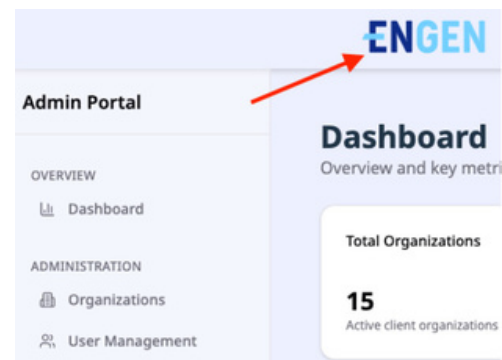 ENGEN
Admin Portal
OVERVIEW
Dashboard
ADMINISTRATION
Organizations
User Management
Dashboard
Overview and key metri
Total Organizations
15
Active client organizations